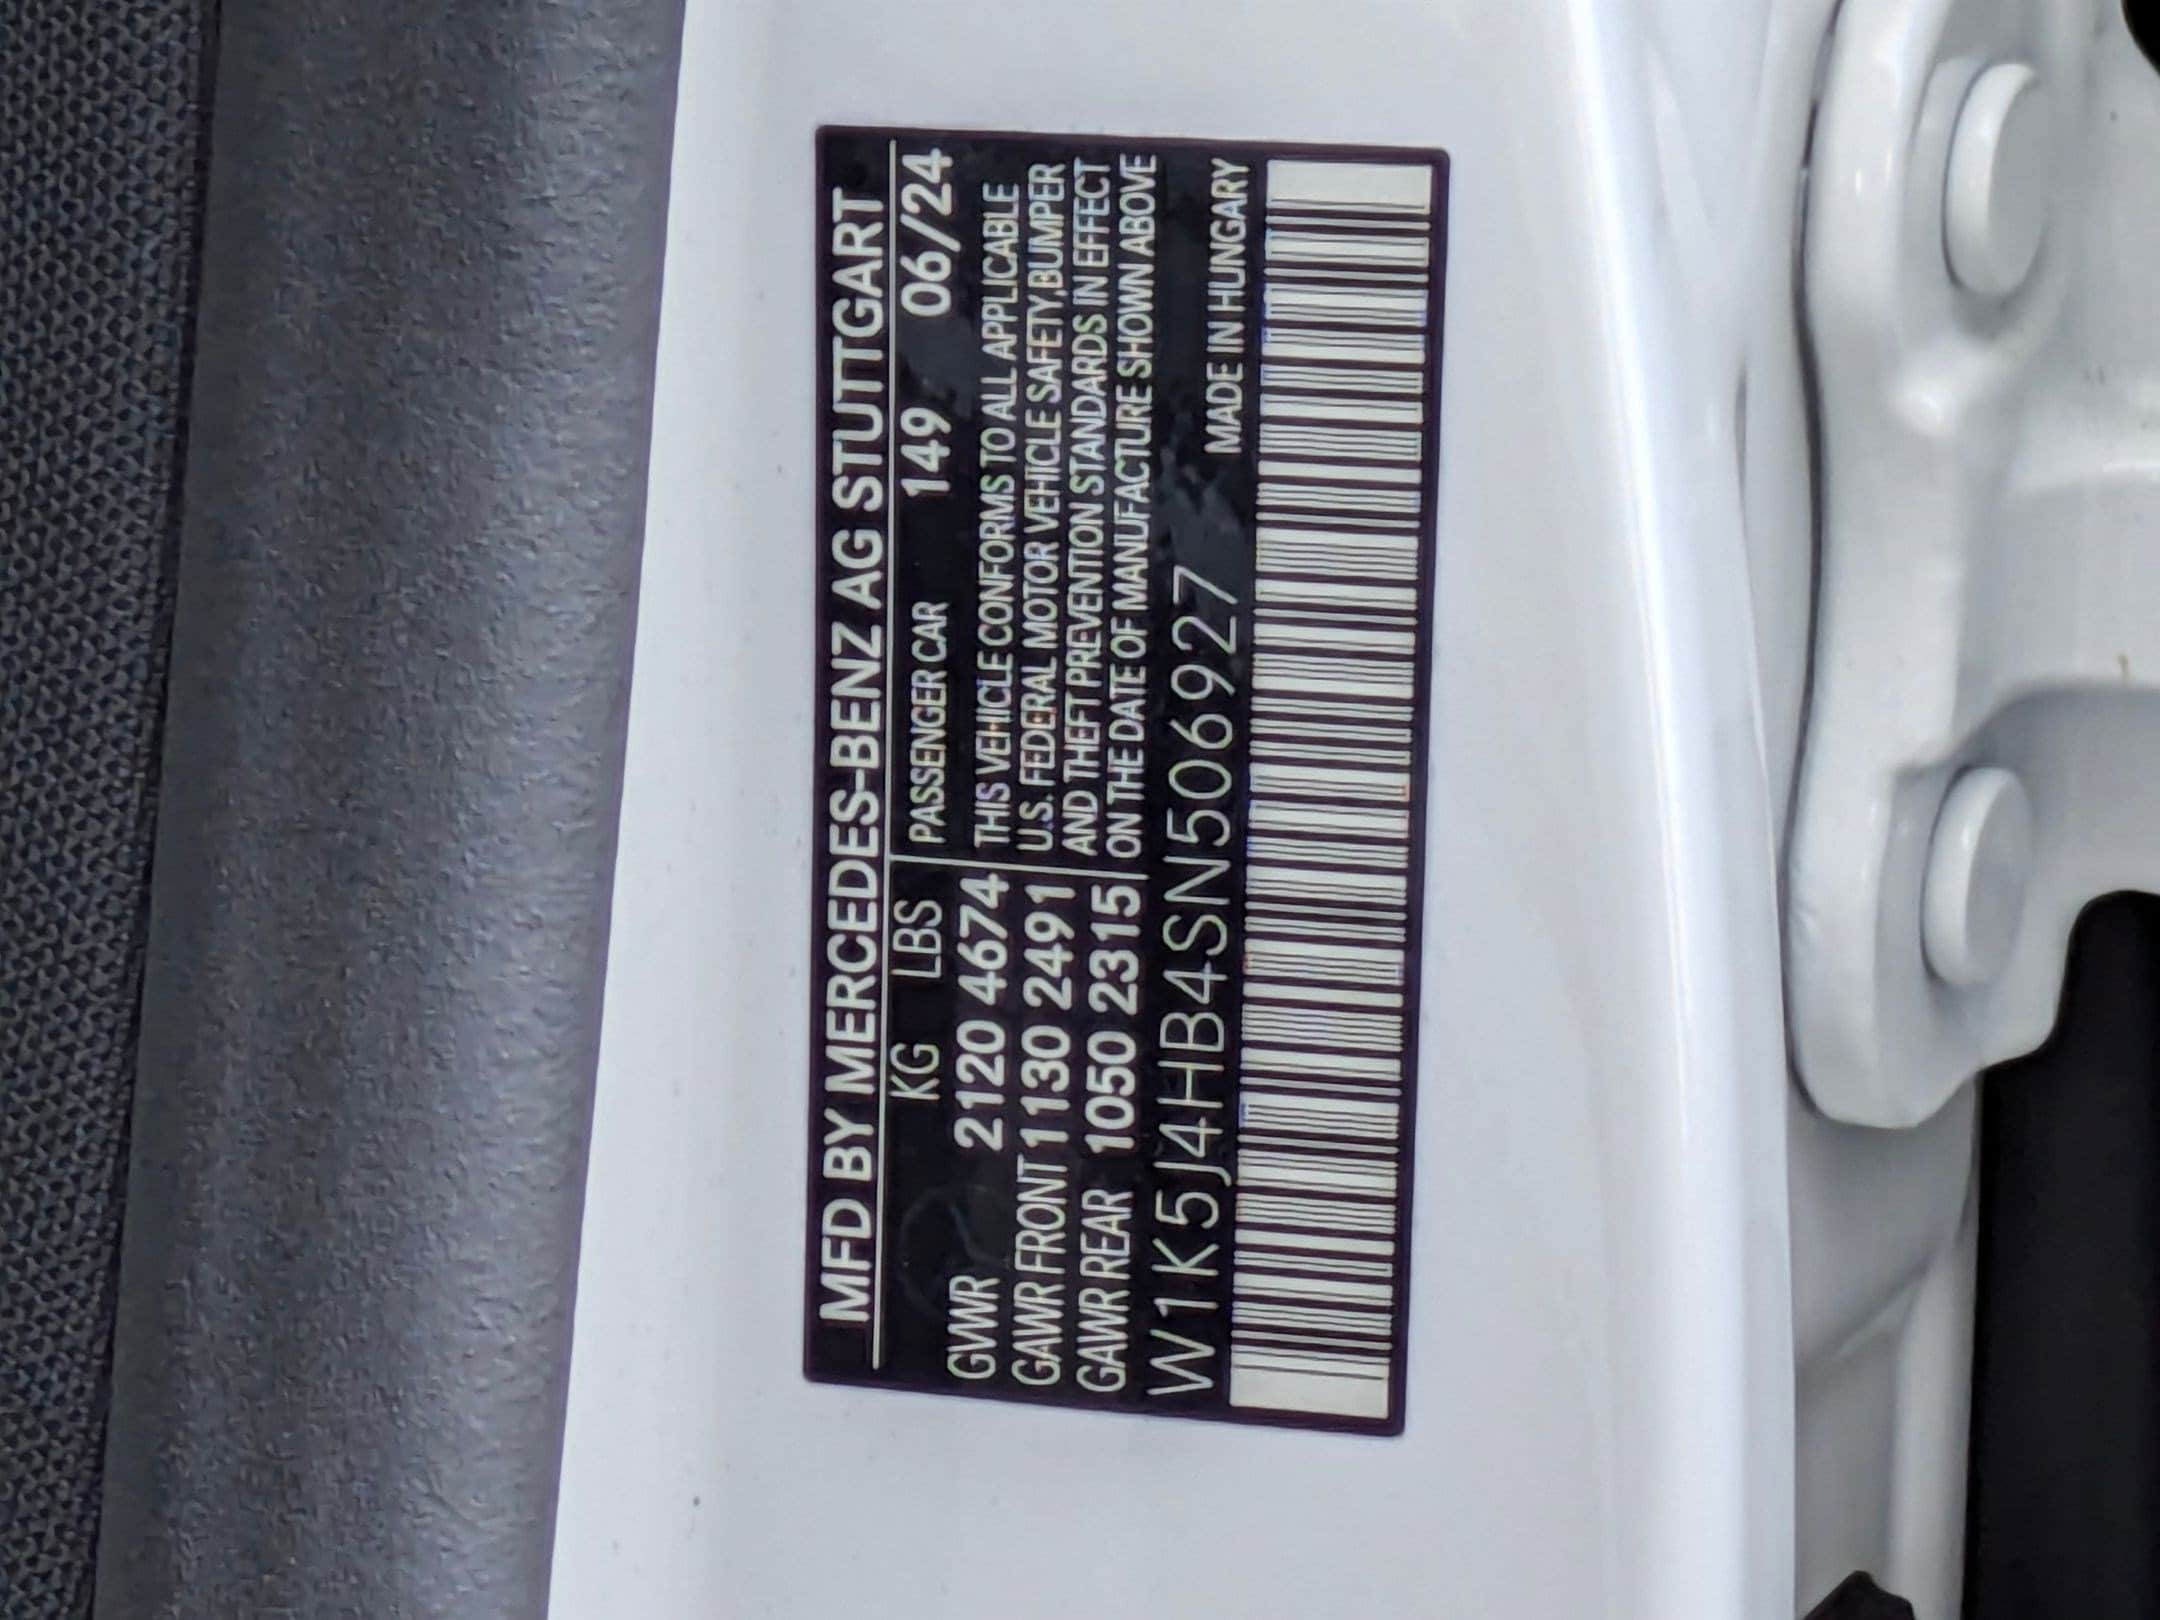 MFD BY MERCEDES-BENZ AG STUTTGART
KG LBS PASSENGER CAR 149 06/24
GVWR 2120 4674 THIS VEHICLE CONFORMS TO ALL APPLICABLE
GAWR FRONT 1130 2491 U.S. FEDERAL MOTOR VEHICLE SAFETY,BUMPER
GAWR REAR 1050 2315 AND THEFT PREVENTION STANDARDS IN EFFECT
ON THE DATE OF MANUFACTURE SHOWN ABOVE
W1K5J4HB4SN506927 MADE IN HUNGARY